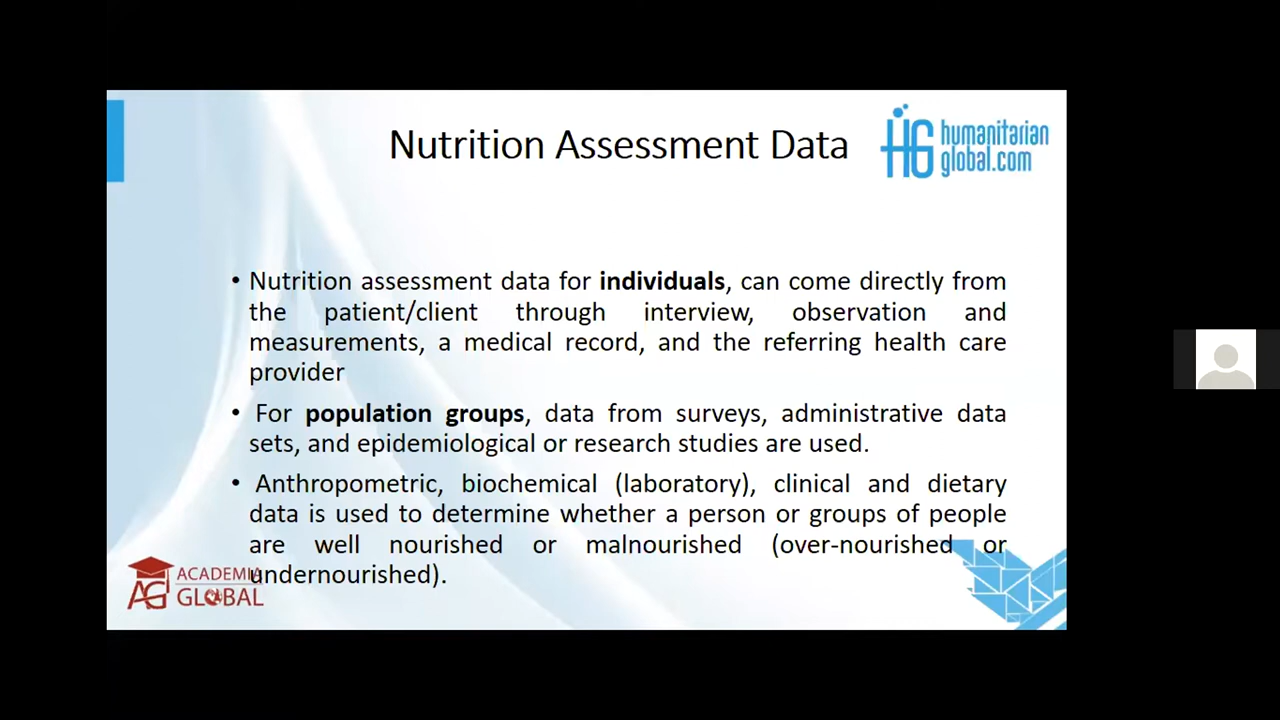 Nutrition Assessment Data
humanitarian
global.com
• Nutrition assessment data for individuals, can come directly from
the patient/client through interview, observation and
measurements, a medical record, and the referring health care
provider
• For population groups, data from surveys, administrative data
sets, and epidemiological or research studies are used.
• Anthropometric, biochemical (laboratory), clinical and dietary
data is used to determine whether a person or groups of people
are well nourished or malnourished (over-nourished or
undernourished).
ACADEMIA
GLOBAL